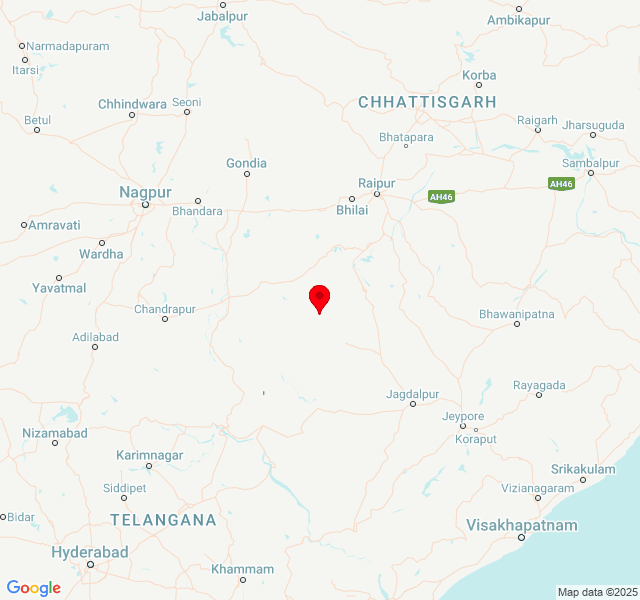 Jabalpur
Ambikapur
Narmadapuram
Itarsi
Korba
Chhindwara
Seoni
CHHATTISGARH
Betul
Raigarh
Jharsuguda
Bhatapara
Gondia
Sambalpur
Nagpur
Raipur
AH46
AH46
Bhandara
Bhilai
Amravati
Wardha
Yavatmal
Chandrapur
Bhawanipatna
Adilabad
Rayagada
Jagdalpur
Jeypore
Nizamabad
Koraput
Karimnagar
Srikakulam
Siddipet
Vizianagaram
Bidar
TELANGANA
Visakhapatnam
Hyderabad
Khammam
Google
Map data ©2025